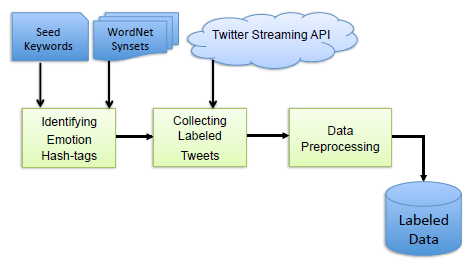 Seed
Keywords
WordNet
Synsets
Twitter Streaming API
Identifying
Emotion
Hash-tags
Collecting
Labeled
Tweets
Data
Preprocessing
Labeled
Data